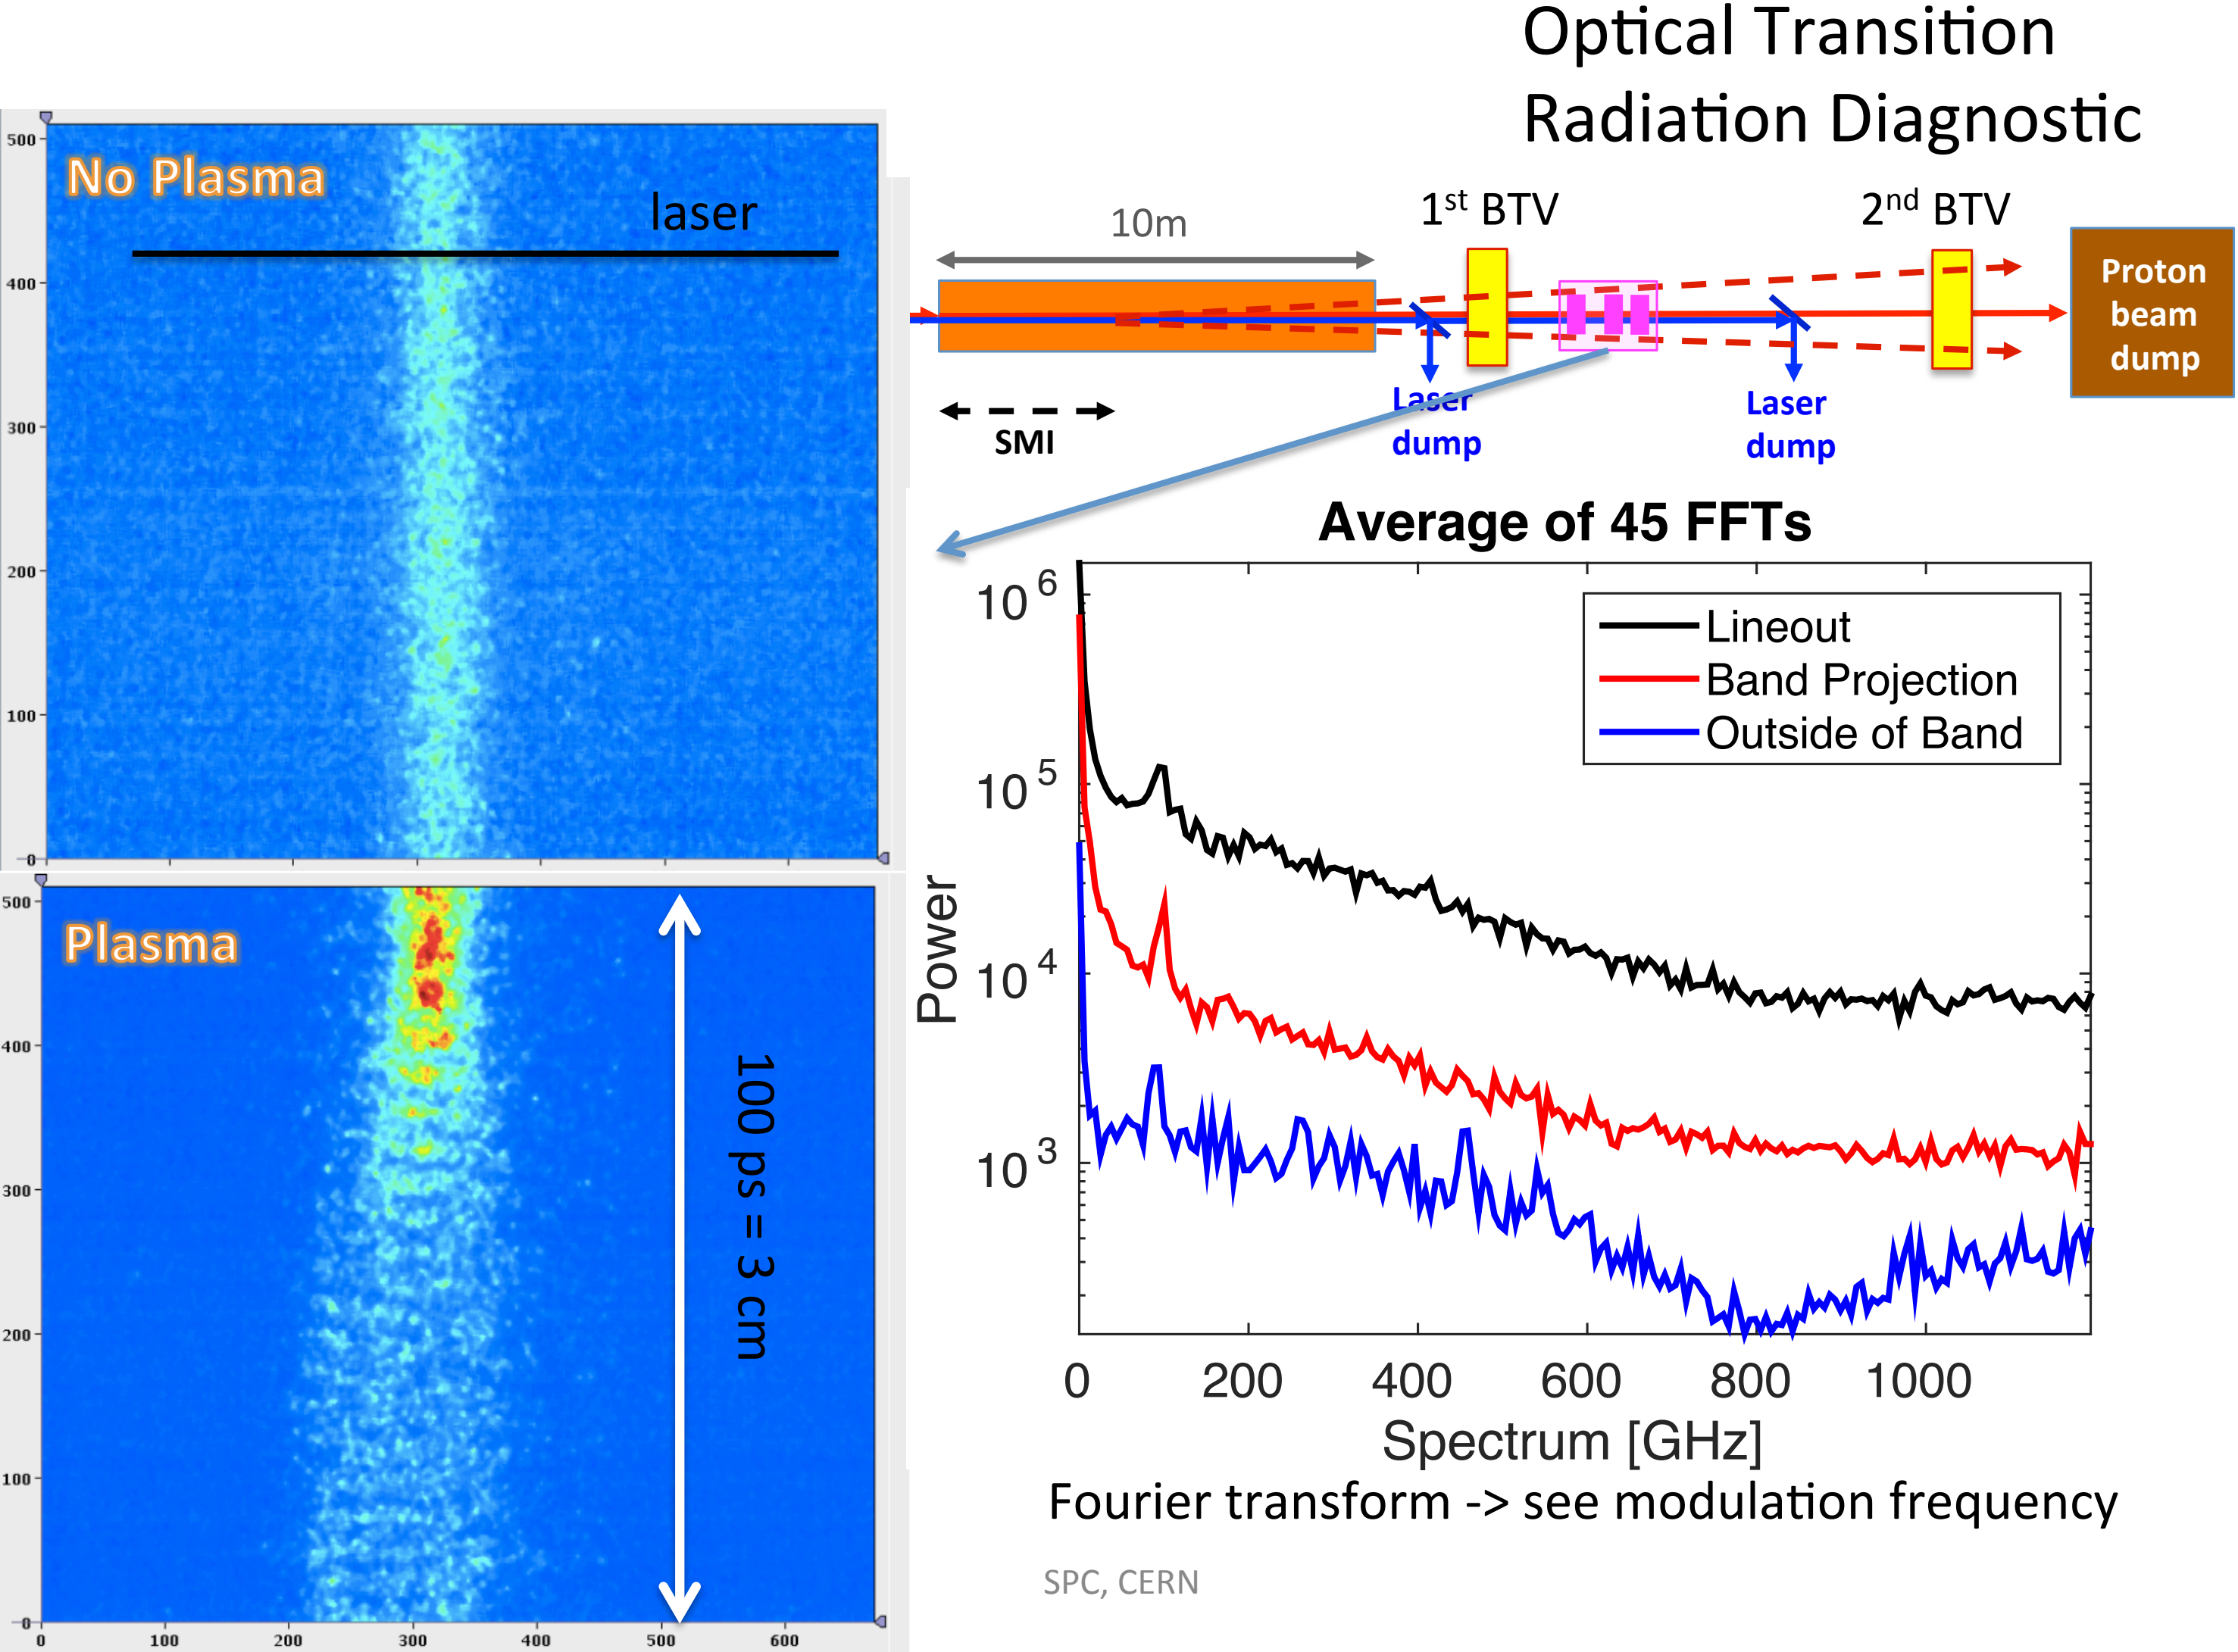 Optical Transition
Radiation Diagnostic
500
400
300
200
100
0
No Plasma
laser
10m
1st BTV
2nd BTV
Proton
beam
dump
Laser
dump
Laser
dump
SMI
Average of 45 FFTs
10 6
10 5
10 4
10 3
Power
Lineout
Band Projection
Outside of Band
0 200 400 600 800 1000
Spectrum [GHz]
Fourier transform -> see modulation frequency
500
400
300
200
100
0
Plasma
100 ps = 3 cm
0 100 200 300 400 500 600
SPC, CERN